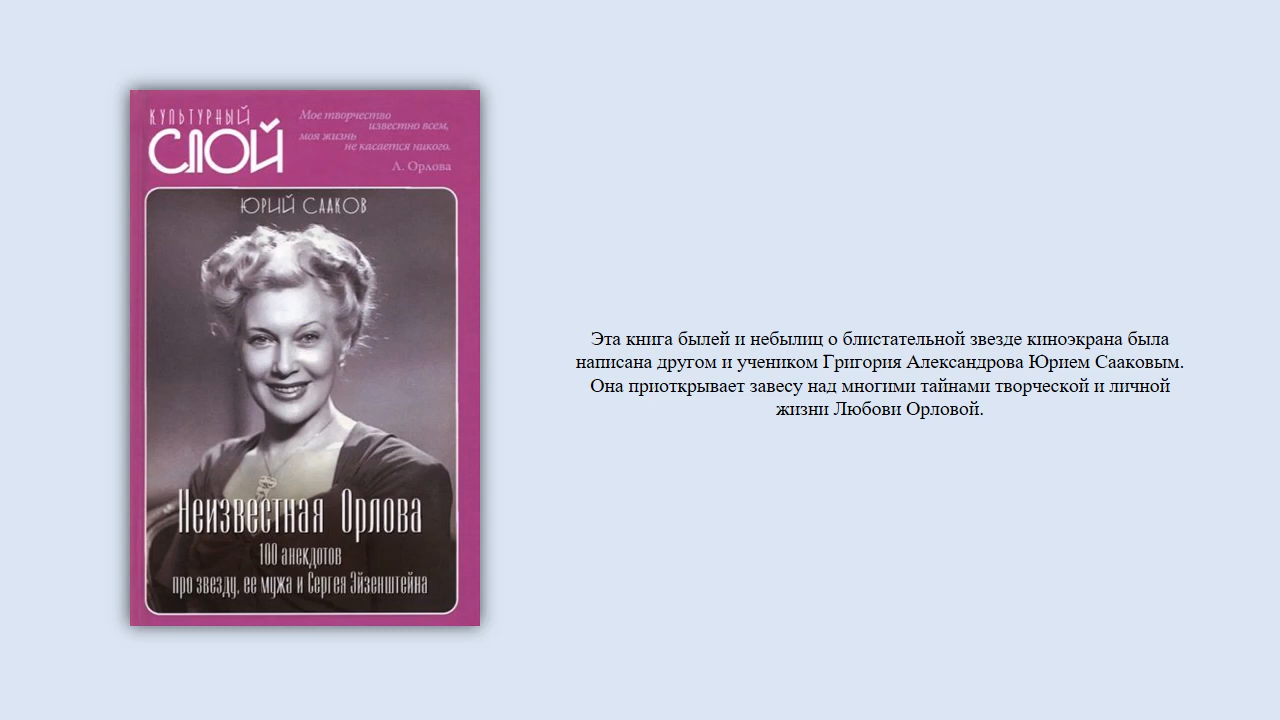 КУЛЬТУРНЫЙ
СЛОЙ
Мое творчество
известно всем,
моя жизнь
не касается никого.
Л. Орлова
ЮРИЙ СААКОВ
Неизвестная Орлова
100 анекдотов
про звезду, ее мужа и Сергея Эйзенштейна
Эта книга былей и небылиц о блистательной звезде киноэкрана была
написана другом и учеником Григория Александрова Юрием Сааковым.
Она приоткрывает завесу над многими тайнами творческой и личной
жизни Любови Орловой.